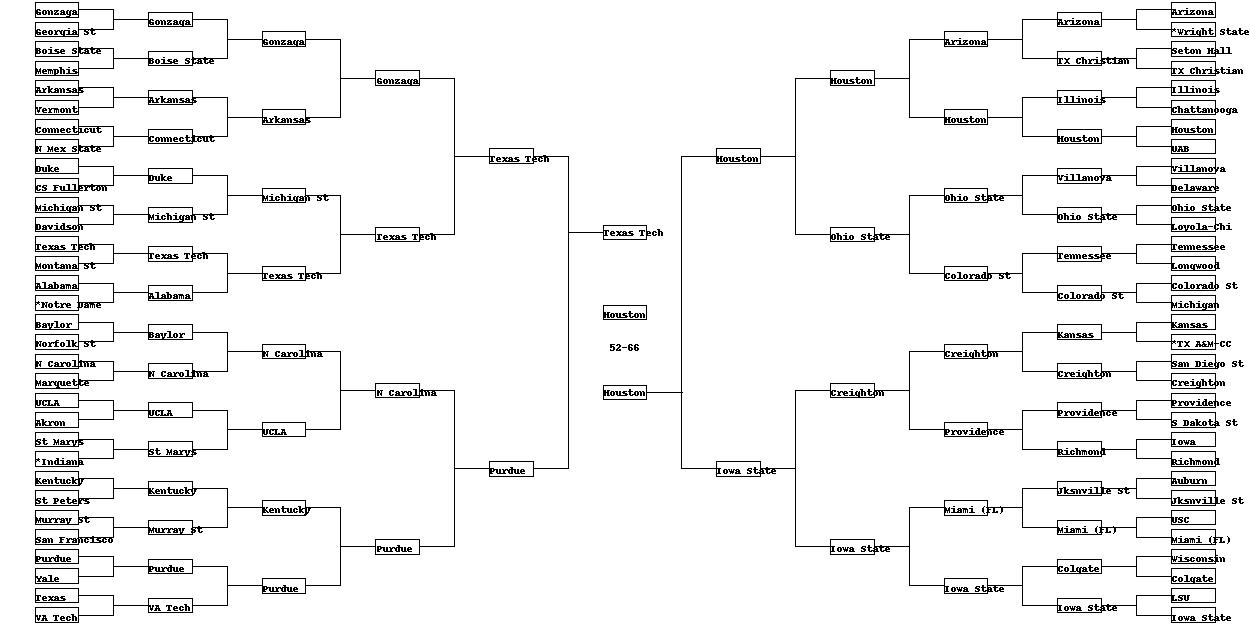 Gonzaga
Georgia St
Boise State
Memphis
Arkansas
Vermont
Connecticut
N Mex State
Duke
CS Fullerton
Michigan St
Davidson
Texas Tech
Montana St
Alabama
*Notre Dame
Baylor
Norfolk St
N Carolina
Marquette
UCLA
Akron
St Marys
*Indiana
Kentucky
St Peters
Murray St
San Francisco
Purdue
Yale
Texas
VA Tech
Gonzaga
Boise State
Arkansas
Connecticut
Duke
Michigan St
Texas Tech
Alabama
Baylor
N Carolina
UCLA
St Marys
Kentucky
Murray St
Purdue
VA Tech
Gonzaga
Arkansas
Michigan St
Texas Tech
N Carolina
UCLA
Kentucky
Purdue
Gonzaga
Texas Tech
N Carolina
Purdue
Texas Tech
Purdue
Texas Tech
Houston
52-66
Houston
Houston
Iowa State
Houston
Ohio State
Creighton
Iowa State
Arizona
Houston
Ohio State
Colorado St
Creighton
Providence
Miami (FL)
Iowa State
Arizona
TX Christian
Illinois
Houston
Villanova
Ohio State
Tennessee
Colorado St
Kansas
Creighton
Providence
Richmond
Jksnville St
Miami (FL)
Colgate
Iowa State
Arizona
*Wright State
Seton Hall
TX Christian
Illinois
Chattanooga
Houston
UAB
Villanova
Delaware
Ohio State
Loyola-Chi
Tennessee
Longwood
Colorado St
Michigan
Kansas
*TX A&M-CC
San Diego St
Creighton
Providence
S Dakota St
Iowa
Richmond
Auburn
Jksnville St
USC
Miami (FL)
Wisconsin
Colgate
LSU
Iowa State